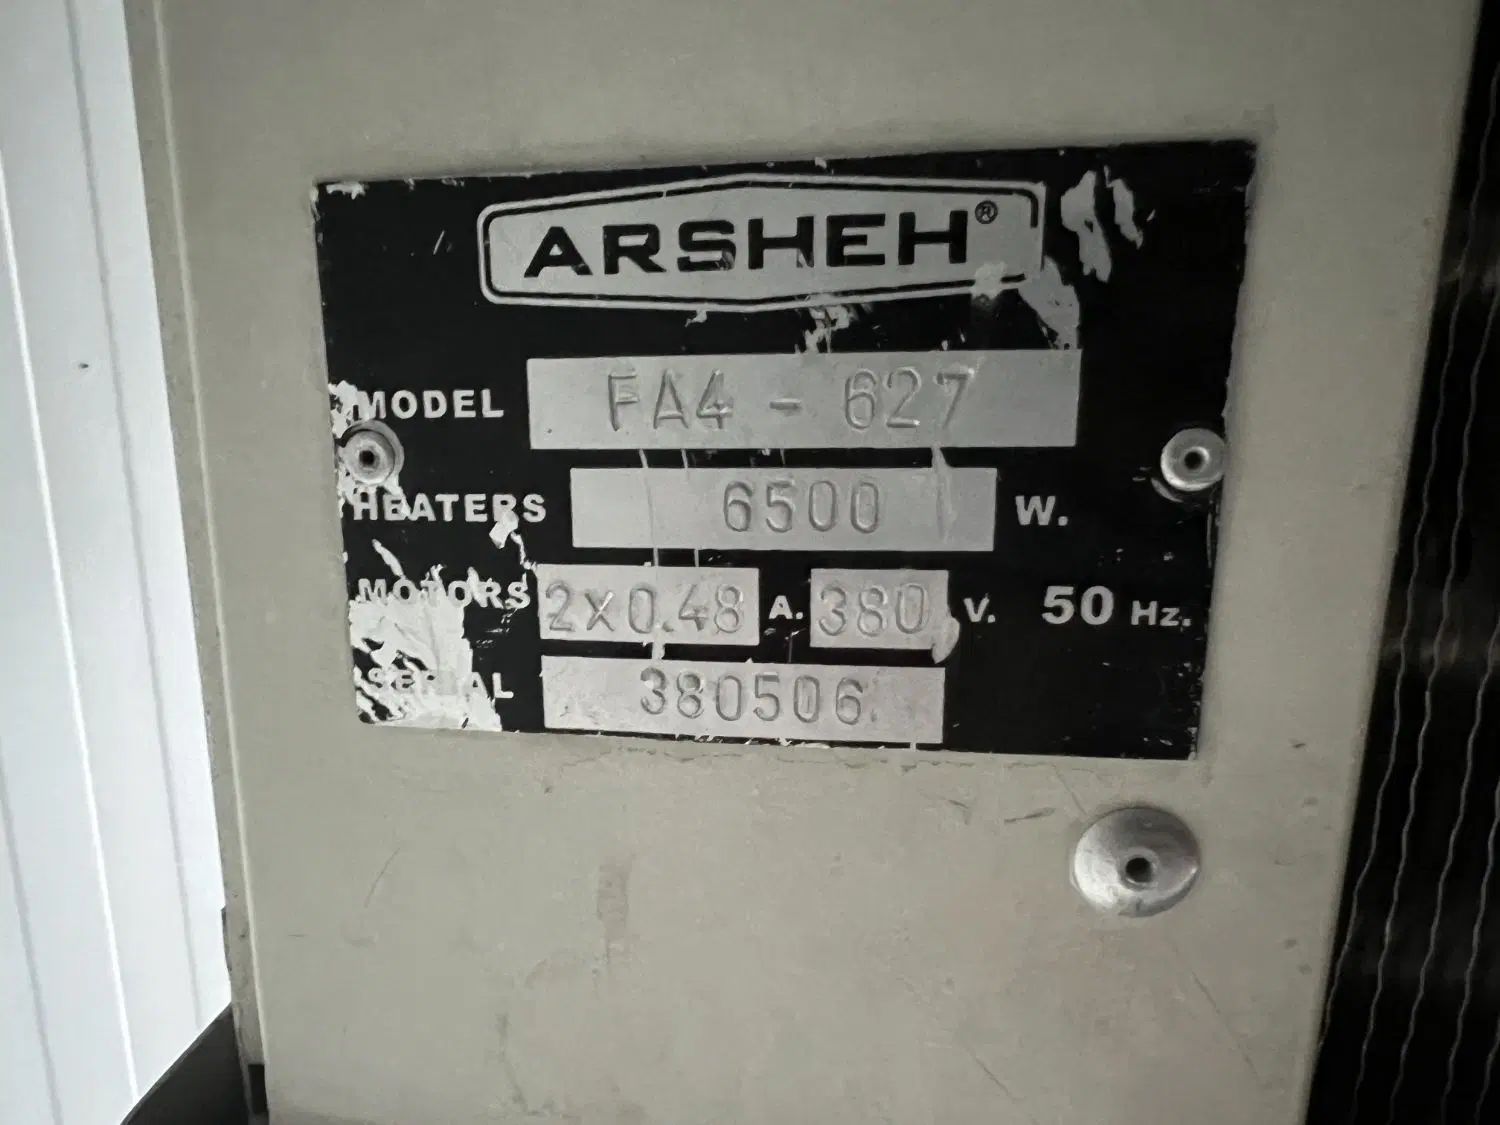 ARSHEH®
MODEL FA4 - 627
HEATERS 6500 W.
MOTORS 2x0.48 A. 380 V. 50 Hz.
SERIAL 380506